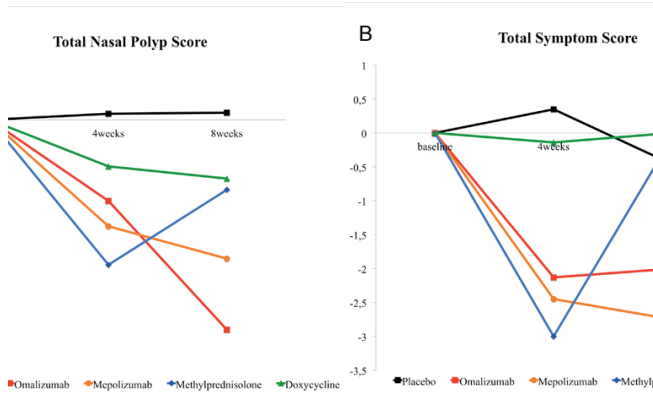 Total Nasal Polyp Score
4weeks
8weeks
Omalizumab Mepolizumab Methylprednisolone Doxycycline
B
Total Symptom Score
1
0,5
0
-0,5
-1
-1,5
-2
-2,5
-3
-3,5
baseline
4weeks
Placebo Omalizumab Mepolizumab Methyl